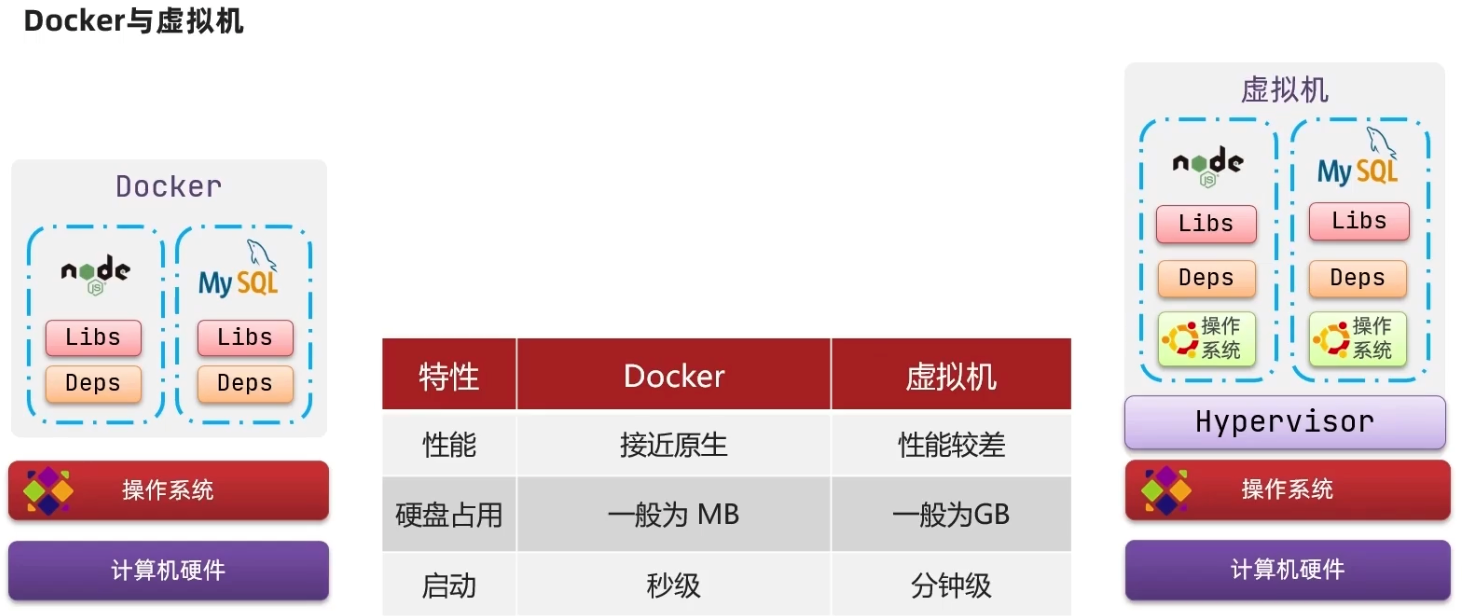 Docker与虚拟机
Docker
node
JS
MySQL
Libs
Libs
Deps
Deps
操作系统
计算机硬件
特性 Docker 虚拟机
性能 接近原生 性能较差
硬盘占用 一般为 MB 一般为GB
启动 秒级 分钟级
虚拟机
node
JS
MySQL
Libs
Libs
Deps
Deps
操作
系统
操作
系统
Hypervisor
操作系统
计算机硬件